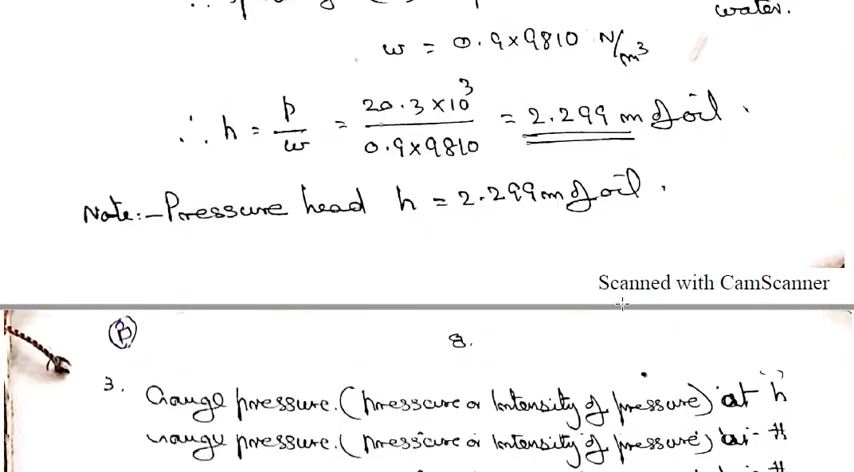 water.
w = 0.9×9810 N/m³
∴ h = p/w = 20.3×10³/0.9×9810 = 2.299 m of oil.
Note:- Pressure head h = 2.299 m of oil.
Scanned with CamScanner
P
8.
3. Gauge pressure. (pressure or Intensity of pressure) at
Gauge pressure. (pressure or Intensity of pressure)